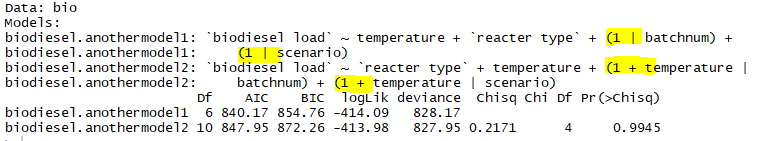 Data: bio
Models:
biodiesel.anothermodel1: `biodiesel load` ~ temperature + `reacter type` + (1 | batchnum) +
biodiesel.anothermodel1:     (1 | scenario)
biodiesel.anothermodel2: `biodiesel load` ~ `reacter type` + temperature + (1 + temperature |
biodiesel.anothermodel2:     batchnum) + (1 + temperature | scenario)
                        Df    AIC    BIC  logLik deviance  Chisq Chi Df Pr(>Chisq)
biodiesel.anothermodel1  6 840.17 854.76 -414.09   828.17
biodiesel.anothermodel2 10 847.95 872.26 -413.98   827.95 0.2171      4     0.9945